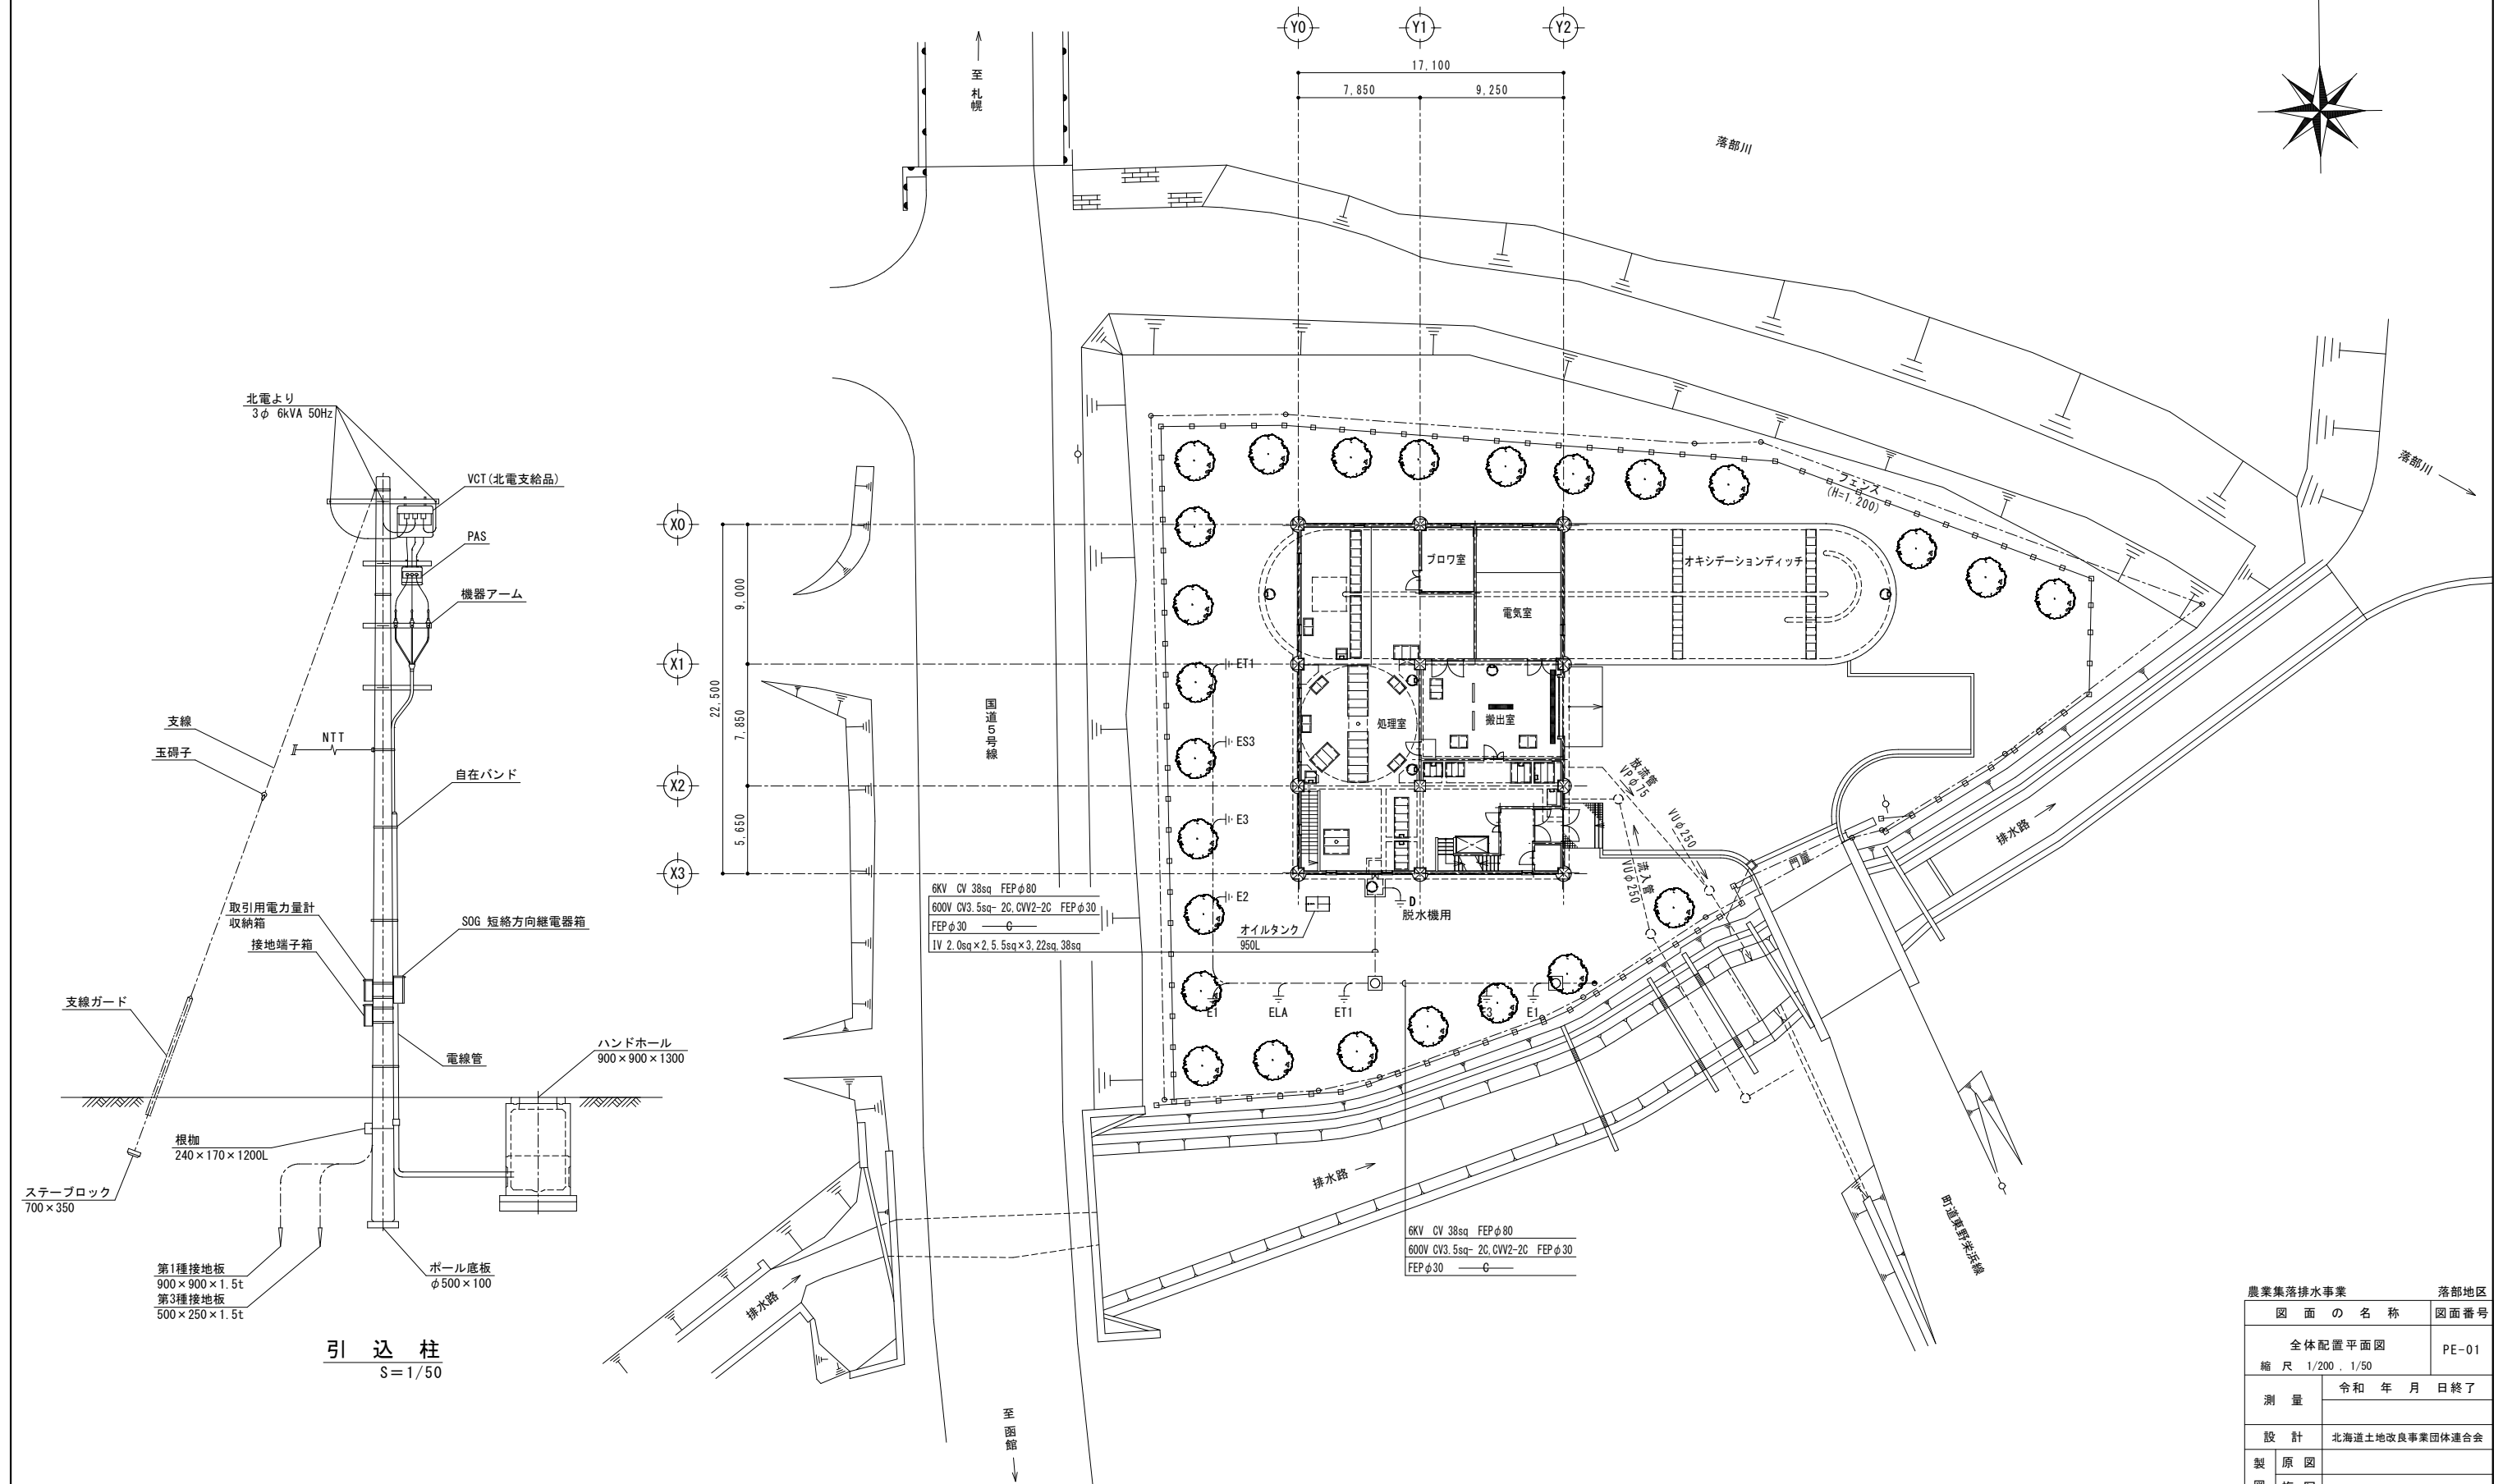 Y0
Y1
Y2
17,100
7,850
9,250
至 札幌
落部川
落部川
フェンス
(H=1.200)
北電より
3φ 6kVA 50Hz
VCT(北電支給品)
PAS
機器アーム
支線
玉碍子
NTT
自在バンド
取引用電力量計
収納箱
接地端子箱
SOG 短絡方向継電器箱
支線ガード
電線管
ハンドホール
900×900×1300
根枷
240×170×1200L
ステーブロック
700×350
第1種接地板
900×900×1.5t
第3種接地板
500×250×1.5t
ポール底板
φ500×100
引 込 柱
S=1/50
X0
X1
X2
X3
22,500
9,000
7,850
5,650
国道5号線
ブロワ室
電気室
オキシデーションディッチ
処理室
搬出室
ET1
ES3
E3
E2
放流管
VPφ75
VUφ250
流入管
VUφ250
門扉
排水路
6KV CV 38sq FEPφ80
600V CV3.5sq- 2C,CVV2-2C FEPφ30
FEPφ30 G
IV 2.0sq×2,5.5sq×3,22sq,38sq
オイルタンク
950L
D
脱水機用
E1
ELA
ET1
E3
E1
排水路
6KV CV 38sq FEPφ80
600V CV3.5sq- 2C,CVV2-2C FEPφ30
FEPφ30 G
排水路
町道東野栄浜線
至 函館
農業集落排水事業 落部地区
図 面 の 名 称 図面番号
全体配置平面図 PE-01
縮 尺 1/200 . 1/50
測 量 令和 年 月 日終了
設 計 北海道土地改良事業団体連合会
製 原 図